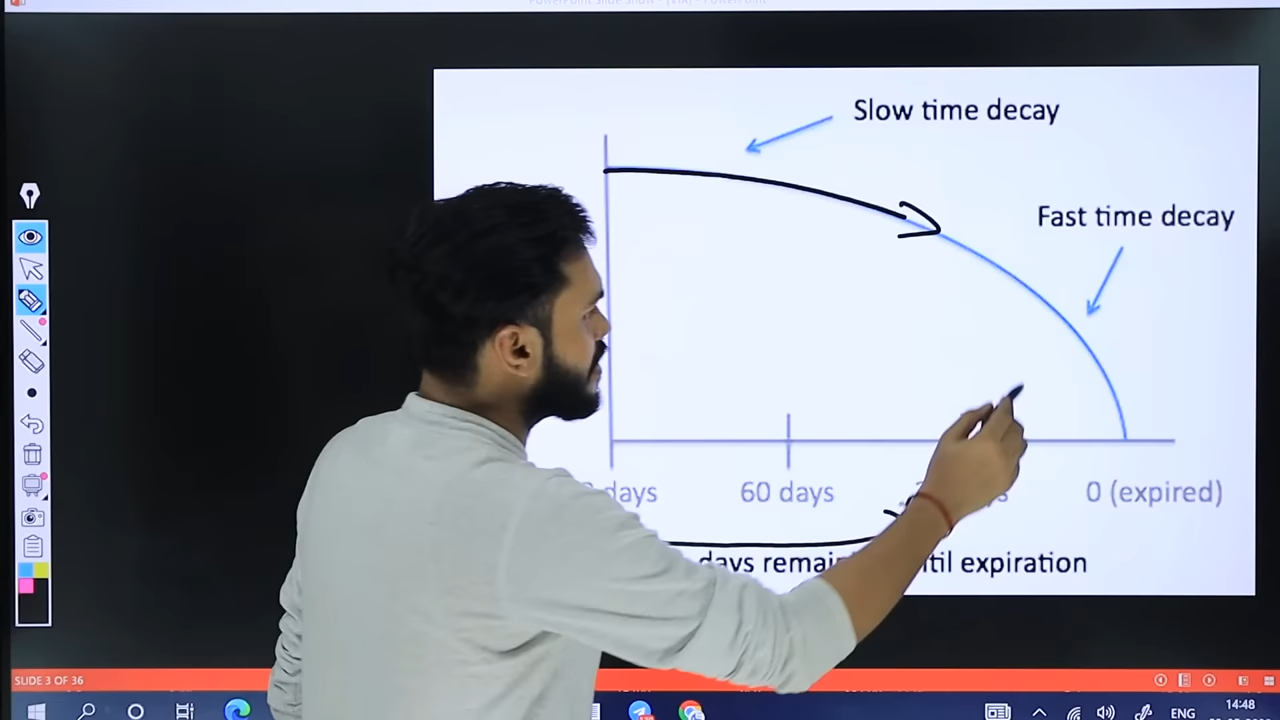 Slow time decay
Fast time decay
days
60 days
0 (expired)
days remain
til expiration
SLIDE 3 OF 36
14:48
ENG